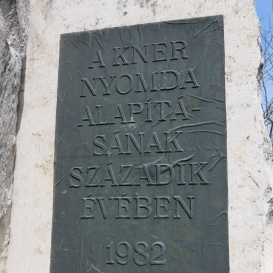 A KNER
NYOMDA
ALAPÍTÁ-
SÁNAK
SZÁZADIK
ÉVÉBEN
1982